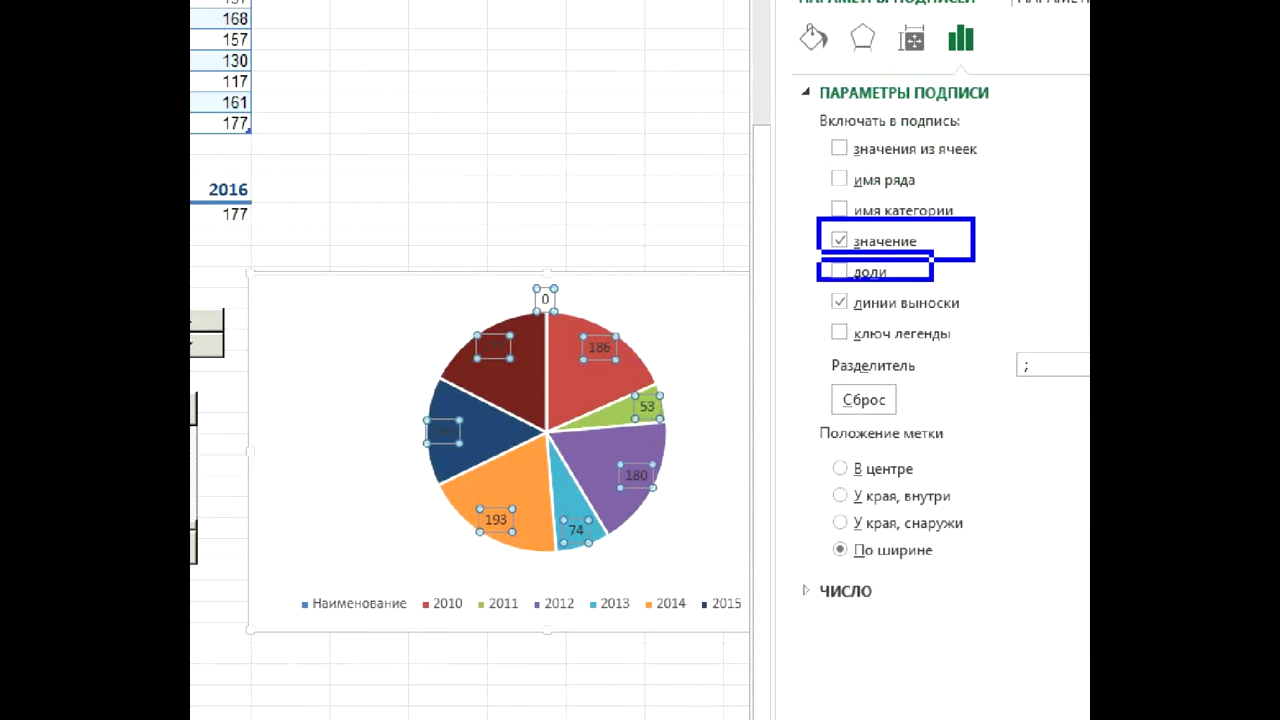 168
157
130
117
161
177
2016
177
0
186
53
180
74
193
Наименование 2010 2011 2012 2013 2014 2015
ПАРАМЕТРЫ ПОДПИСИ
Включать в подпись:
значения из ячеек
имя ряда
имя категории
значение
доли
линии выноски
ключ легенды
Разделитель ;
Сброс
Положение метки
В центре
У края, внутри
У края, снаружи
По ширине
ЧИСЛО